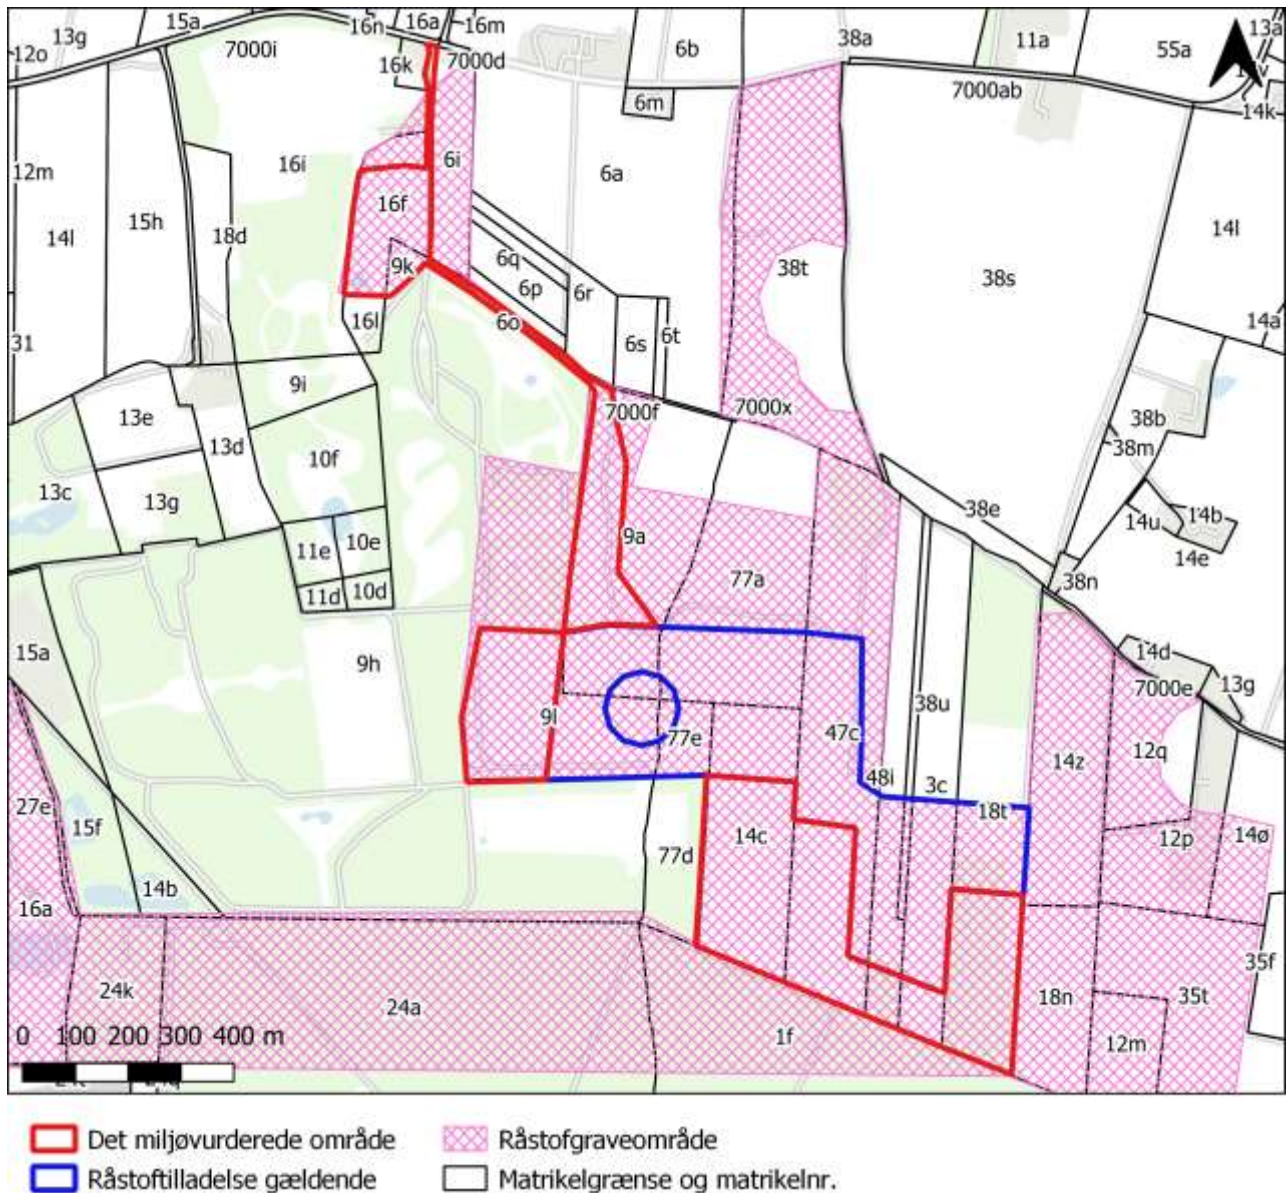 16n
16a
16m
15a
13g
12o
7000i
7000d
16k
6b
38a
11a
55a
13a
7000ab
6m
14k
12m
16i
6i
6a
15h
16f
14l
18d
14l
38s
6q
9k
38t
6p
6r
16l
6o
31
6s
6t
14a
9i
13e
7000f
7000x
38b
13d
38m
10f
13c
13g
38e
14b
14u
11e
10e
9a
14e
77a
38n
11d
10d
15a
9h
14d
13g
7000e
9l
38u
77e
47c
14z
12q
48i
3c
27e
18t
15f
14c
12p
14ø
77d
14b
16a
35f
24k
24a
18n
35t
1f
12m
0 100 200 300 400 m
Det miljøvurderede område
Råstofgraveområde
Råstoftilladelse gældende
Matrikelgrænse og matrikelnr.